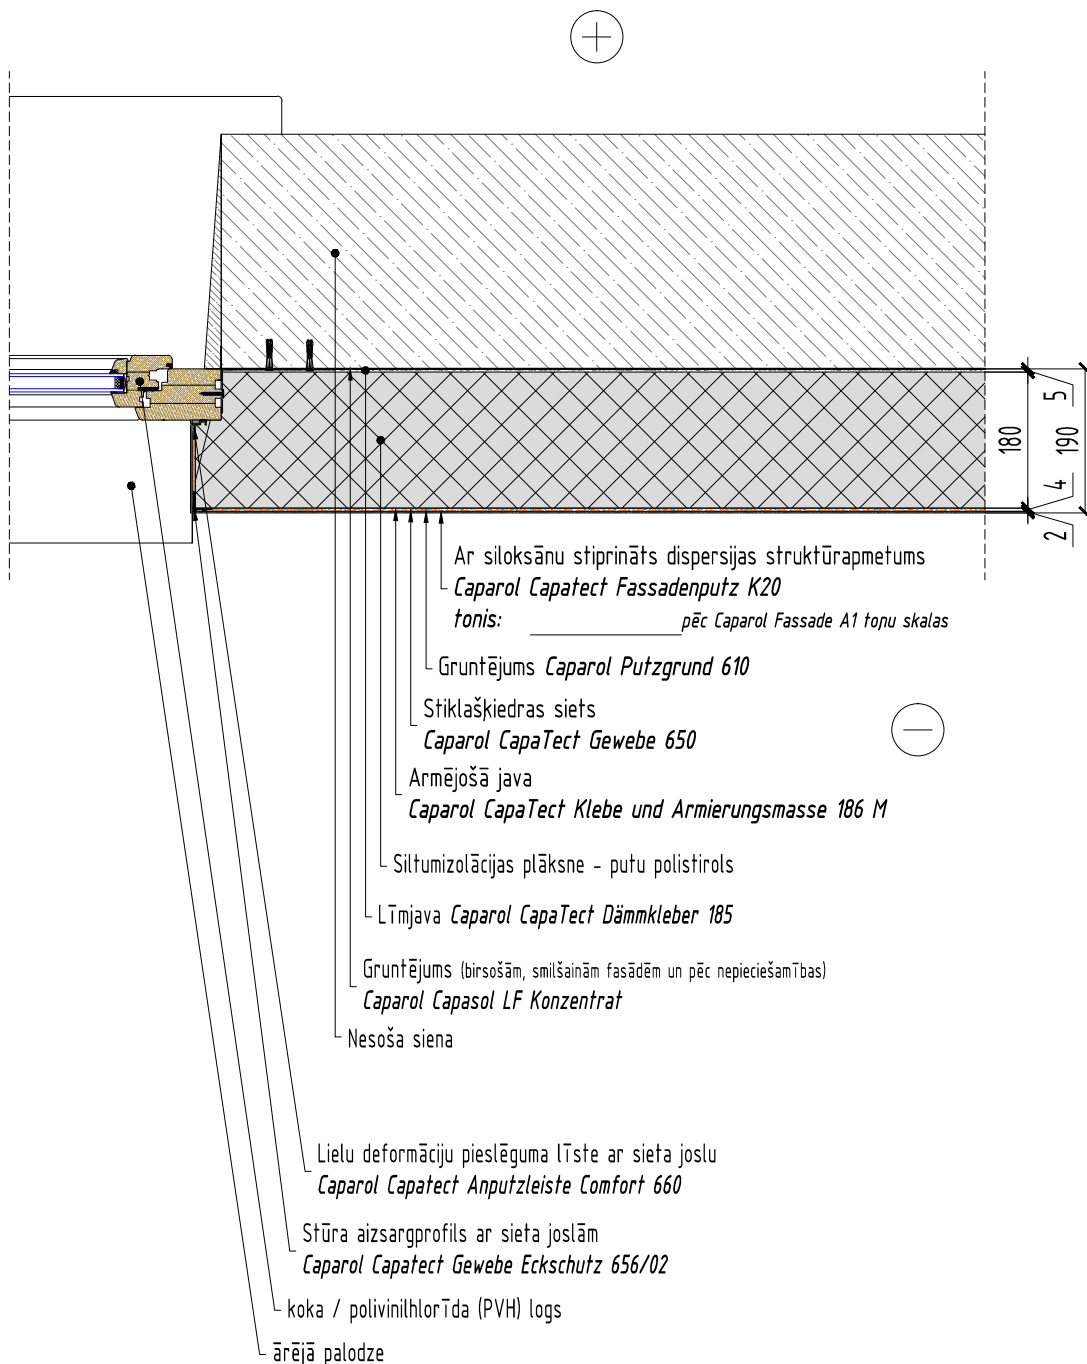 5
180
190
4
2
Ar siloksānu stiprināts dispersijas struktūrapmetums
Caparol Capatect Fassadenputz K20
tonis: pēc Caparol Fassade A1 toņu skalas
Gruntējums Caparol Putzgrund 610
Stiklašķiedras siets
Caparol CapaTect Gewebe 650
Armējošā java
Caparol CapaTect Klebe und Armierungsmasse 186 M
Siltumizolācijas plāksne - putu polistirols
Līmjava Caparol CapaTect Dämmkleber 185
Gruntējums (birsošām, smilšainām fasādēm un pēc nepieciešamības)
Caparol Capasol LF Konzentrat
Nesoša siena
Lielu deformāciju pieslēguma līste ar sieta joslu
Caparol Capatect Anputzleiste Comfort 660
Stūra aizsargprofils ar sieta joslām
Caparol Capatect Gewebe Eckschutz 656/02
koka / polivinilhlorīda (PVH) logs
ārējā palodze